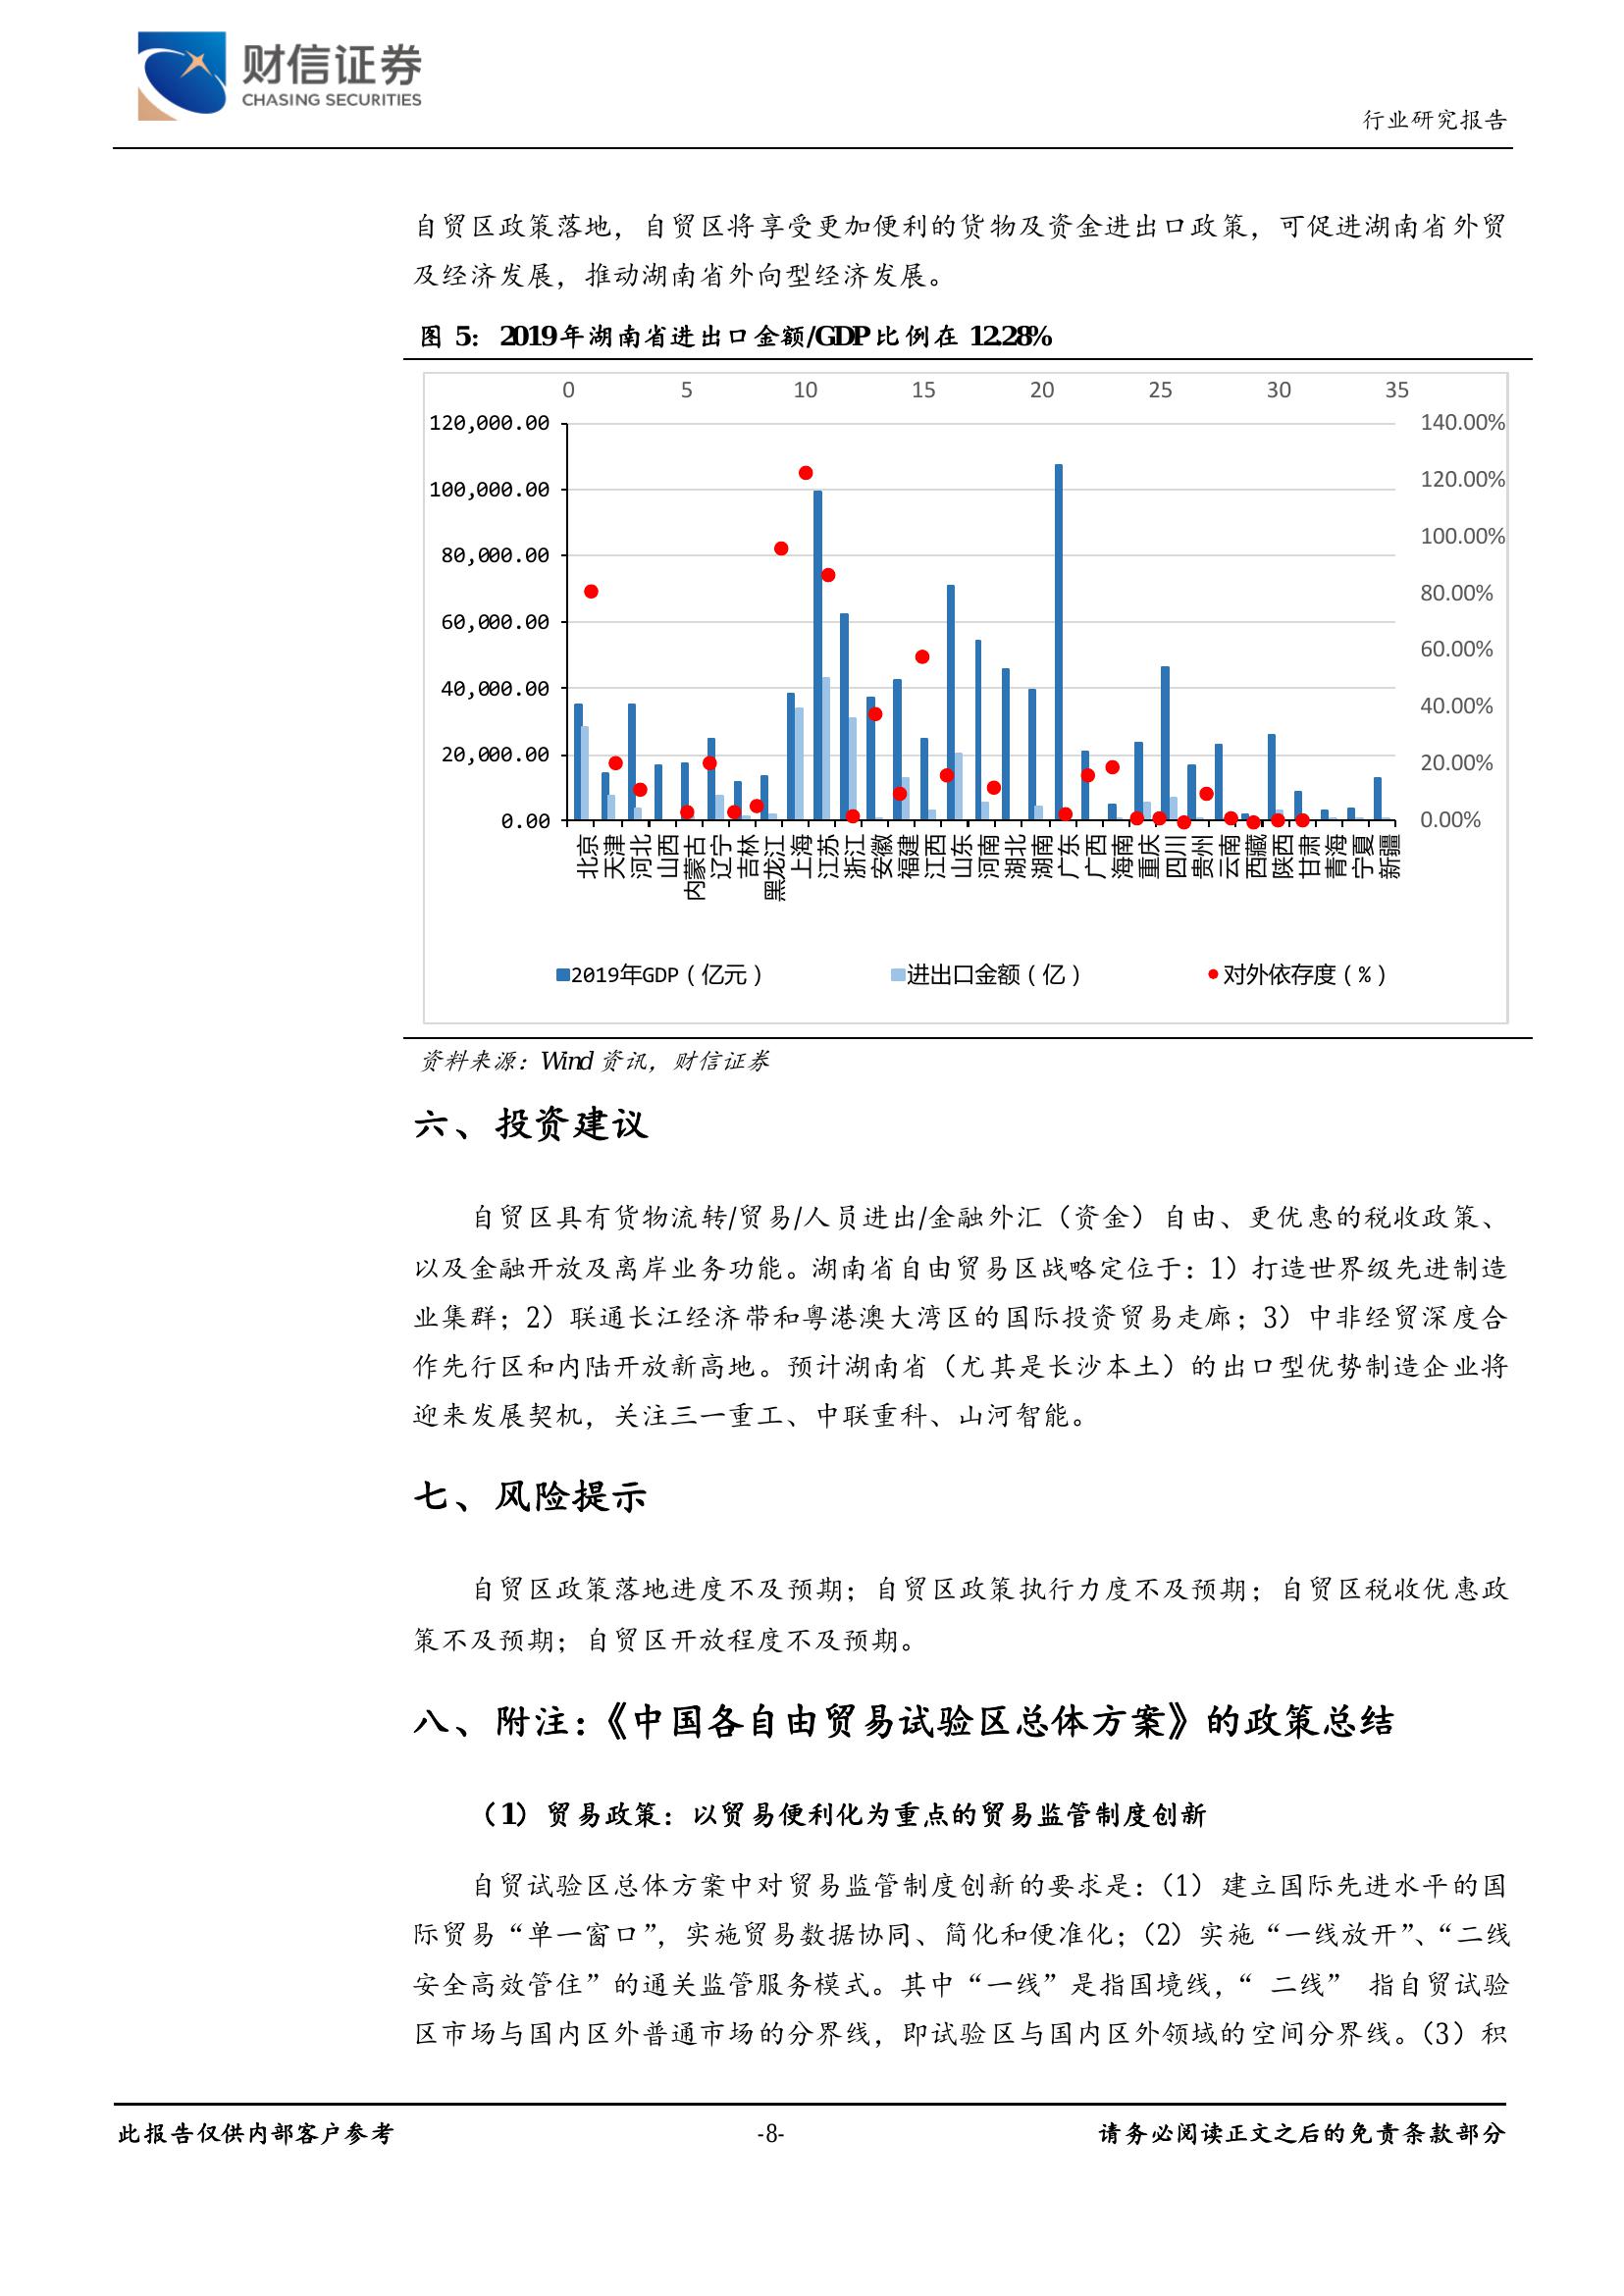 财信证券
CHASING SECURITIES
行业研究报告
自贸区政策落地，自贸区将享受更加便利的货物及资金进出口政策，可促进湖南省外贸
及经济发展，推动湖南省外向型经济发展。
图 5：2019年湖南省进出口金额/GDP比例在 12.28%
0 5 10 15 20 25 30 35
120,000.00 140.00%
100,000.00 120.00%
80,000.00 100.00%
60,000.00 80.00%
40,000.00 60.00%
20,000.00 40.00%
0.00 20.00%
0.00%
北京 天津 河北 山西 内蒙古 辽宁 吉林 黑龙江 上海 江苏 浙江 安徽 福建 江西 山东 河南 湖北 湖南 广东 广西 海南 重庆 四川 贵州 云南 西藏 陕西 甘肃 青海 宁夏 新疆
2019年GDP（亿元） 进出口金额（亿） 对外依存度（%）
资料来源：Wind 资讯，财信证券
六、投资建议
自贸区具有货物流转/贸易/人员进出/金融外汇（资金）自由、更优惠的税收政策、
以及金融开放及离岸业务功能。湖南省自由贸易区战略定位于：1）打造世界级先进制造
业集群；2）联通长江经济带和粤港澳大湾区的国际投资贸易走廊；3）中非经贸深度合
作先行区和内陆开放新高地。预计湖南省（尤其是长沙本土）的出口型优势制造企业将
迎来发展契机，关注三一重工、中联重科、山河智能。
七、风险提示
自贸区政策落地进度不及预期；自贸区政策执行力度不及预期；自贸区税收优惠政
策不及预期；自贸区开放程度不及预期。
八、附注：《中国各自由贸易试验区总体方案》的政策总结
（1）贸易政策：以贸易便利化为重点的贸易监管制度创新
自贸试验区总体方案中对贸易监管制度创新的要求是：（1）建立国际先进水平的国
际贸易“单一窗口”，实施贸易数据协同、简化和便准化；（2）实施“一线放开”、“二线
安全高效管住”的通关监管服务模式。其中“一线”是指国境线，“ 二线” 指自贸试验
区市场与国内区外普通市场的分界线，即试验区与国内区外领域的空间分界线。（3）积
此报告仅供内部客户参考 -8- 请务必阅读正文之后的免责条款部分